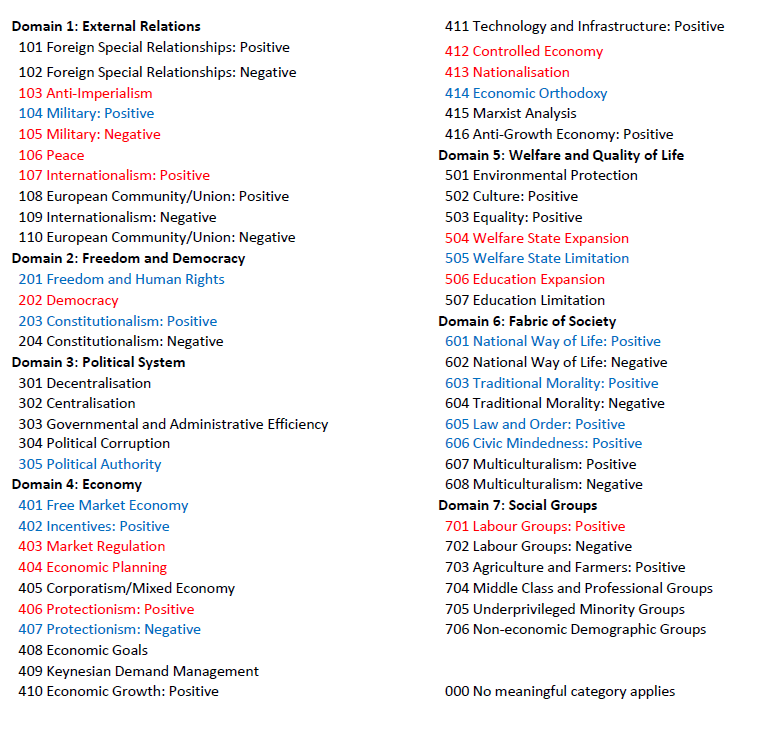 Domain 1: External Relations
101 Foreign Special Relationships: Positive
102 Foreign Special Relationships: Negative
103 Anti-Imperialism
104 Military: Positive
105 Military: Negative
106 Peace
107 Internationalism: Positive
108 European Community/Union: Positive
109 Internationalism: Negative
110 European Community/Union: Negative
Domain 2: Freedom and Democracy
201 Freedom and Human Rights
202 Democracy
203 Constitutionalism: Positive
204 Constitutionalism: Negative
Domain 3: Political System
301 Decentralisation
302 Centralisation
303 Governmental and Administrative Efficiency
304 Political Corruption
305 Political Authority
Domain 4: Economy
401 Free Market Economy
402 Incentives: Positive
403 Market Regulation
404 Economic Planning
405 Corporatism/Mixed Economy
406 Protectionism: Positive
407 Protectionism: Negative
408 Economic Goals
409 Keynesian Demand Management
410 Economic Growth: Positive
411 Technology and Infrastructure: Positive
412 Controlled Economy
413 Nationalisation
414 Economic Orthodoxy
415 Marxist Analysis
416 Anti-Growth Economy: Positive
Domain 5: Welfare and Quality of Life
501 Environmental Protection
502 Culture: Positive
503 Equality: Positive
504 Welfare State Expansion
505 Welfare State Limitation
506 Education Expansion
507 Education Limitation
Domain 6: Fabric of Society
601 National Way of Life: Positive
602 National Way of Life: Negative
603 Traditional Morality: Positive
604 Traditional Morality: Negative
605 Law and Order: Positive
606 Civic Mindedness: Positive
607 Multiculturalism: Positive
608 Multiculturalism: Negative
Domain 7: Social Groups
701 Labour Groups: Positive
702 Labour Groups: Negative
703 Agriculture and Farmers: Positive
704 Middle Class and Professional Groups
705 Underprivileged Minority Groups
706 Non-economic Demographic Groups
000 No meaningful category applies